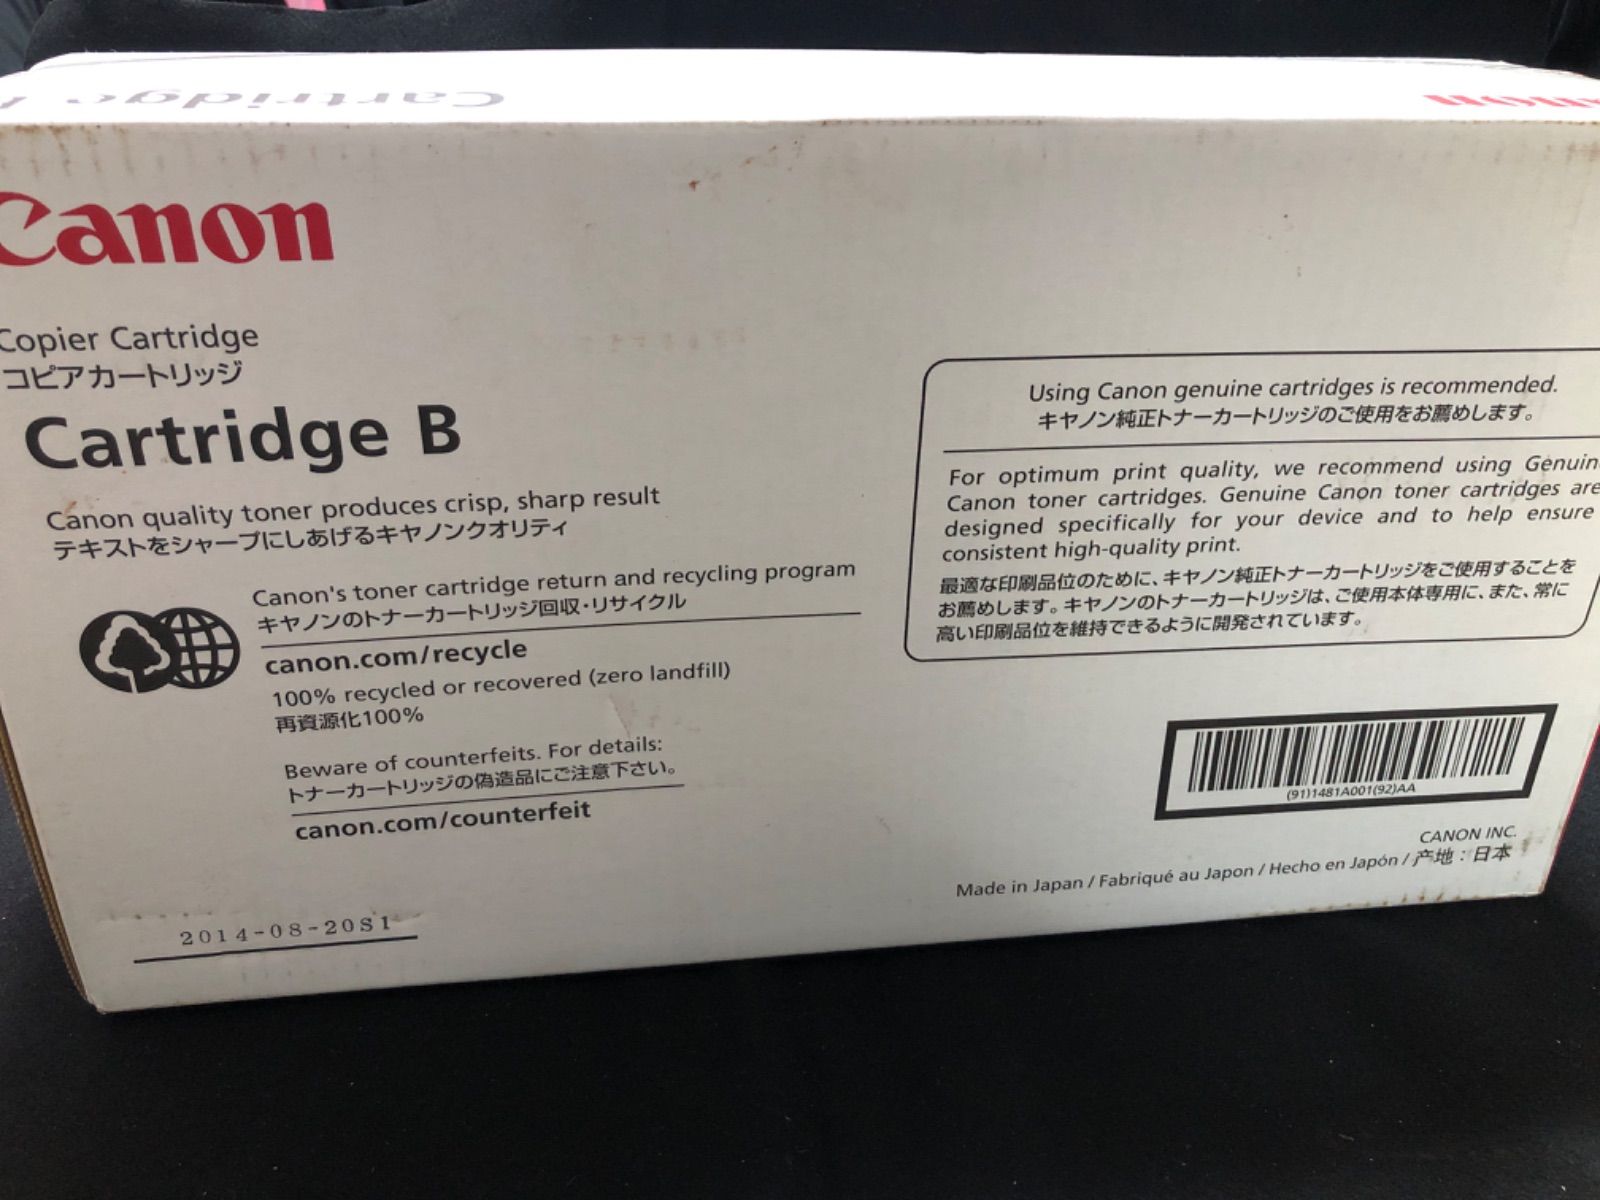 Cartridge
Canon
Copier Cartridge
コピアカートリッジ
Cartridge B
Canon quality toner produces crisp, sharp result
テキストをシャープにしあげるキヤノンクオリティ
Canon's toner cartridge return and recycling program
キヤノンのトナーカートリッジ回収・リサイクル
canon.com/recycle
100% recycled or recovered (zero landfill)
再資源化100%
Beware of counterfeits. For details:
トナーカートリッジの偽造品にご注意下さい。
canon.com/counterfeit
2014-08-20S1
Using Canon genuine cartridges is recommended.
キヤノン純正トナーカートリッジのご使用をお薦めします。
For optimum print quality, we recommend using Genuin
Canon toner cartridges. Genuine Canon toner cartridges are
designed specifically for your device and to help ensure
consistent high-quality print.
最適な印刷品位のために、キヤノン純正トナーカートリッジをご使用することを
お薦めします。キヤノンのトナーカートリッジは、ご使用本体専用に、また、常に
高い印刷品位を維持できるように開発されています。
(91)1481A001(92)AA
CANON INC.
Made in Japan / Fabriqué au Japon / Hecho en Japón / 产地：日本